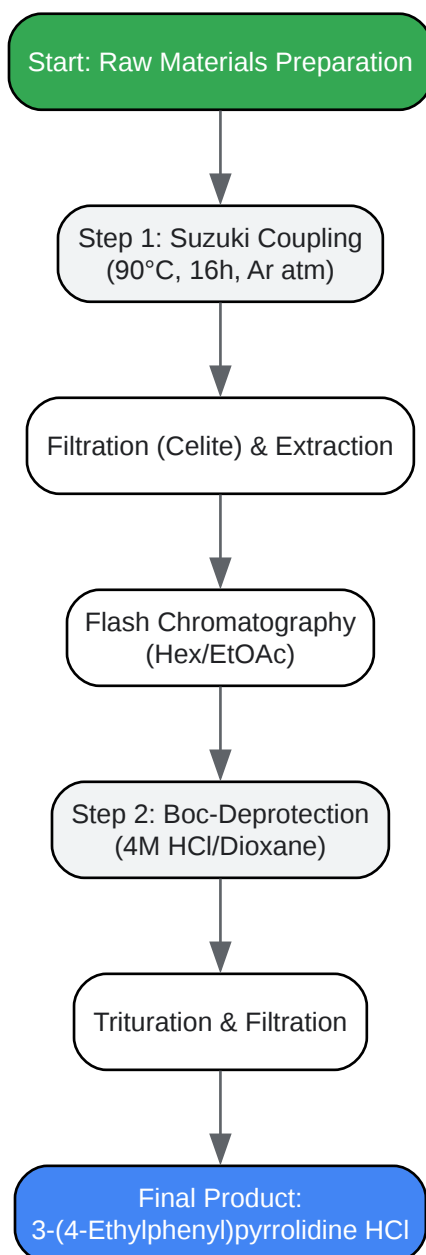 Start: Raw Materials Preparation
Step 1: Suzuki Coupling
(90°C, 16h, Ar atm)
Filtration (Celite) & Extraction
Flash Chromatography
(Hex/EtOAc)
Step 2: Boc-Deprotection
(4M HCl/Dioxane)
Trituration & Filtration
Final Product:
3-(4-Ethylphenyl)pyrrolidine HCl